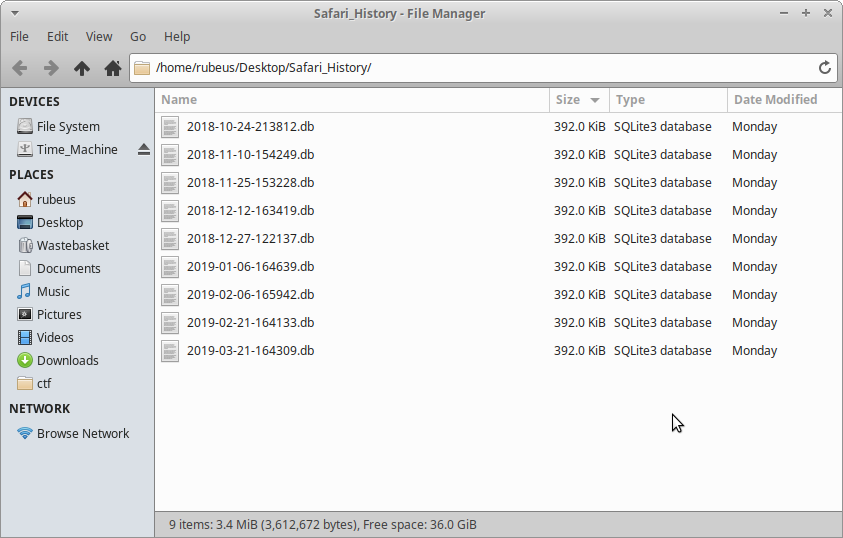 Safari_History - File Manager
File Edit View Go Help
/home/rubeus/Desktop/Safari_History/
DEVICES
File System
Time_Machine
PLACES
rubeus
Desktop
Wastebasket
Documents
Music
Pictures
Videos
Downloads
ctf
NETWORK
Browse Network
Name Size Type Date Modified
2018-10-24-213812.db 392.0 KiB SQLite3 database Monday
2018-11-10-154249.db 392.0 KiB SQLite3 database Monday
2018-11-25-153228.db 392.0 KiB SQLite3 database Monday
2018-12-12-163419.db 392.0 KiB SQLite3 database Monday
2018-12-27-122137.db 392.0 KiB SQLite3 database Monday
2019-01-06-164639.db 392.0 KiB SQLite3 database Monday
2019-02-06-165942.db 392.0 KiB SQLite3 database Monday
2019-02-21-164133.db 392.0 KiB SQLite3 database Monday
2019-03-21-164309.db 392.0 KiB SQLite3 database Monday
9 items: 3.4 MiB (3,612,672 bytes), Free space: 36.0 GiB